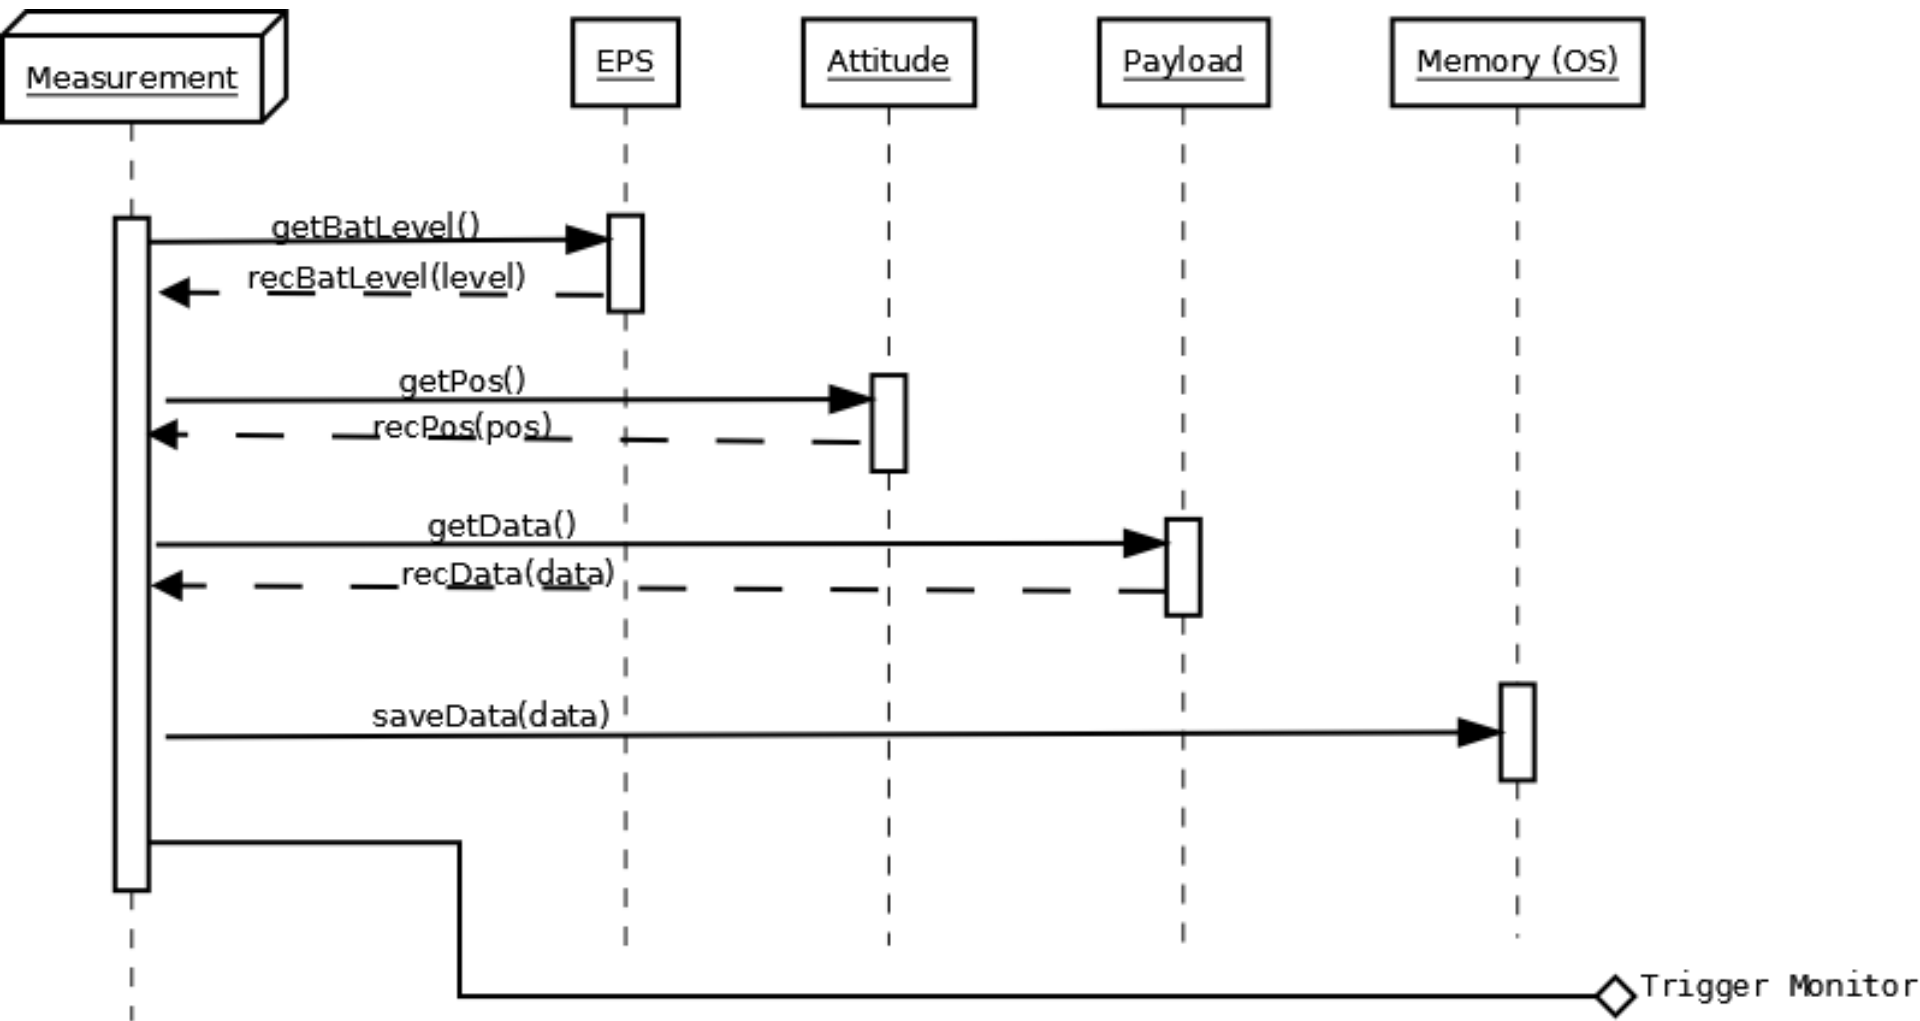 Measurement
EPS
Attitude
Payload
Memory (OS)
getBatLevel()
recBatLevel(level)
getPos()
recPos(pos)
getData()
recData(data)
saveData(data)
Trigger Monitor